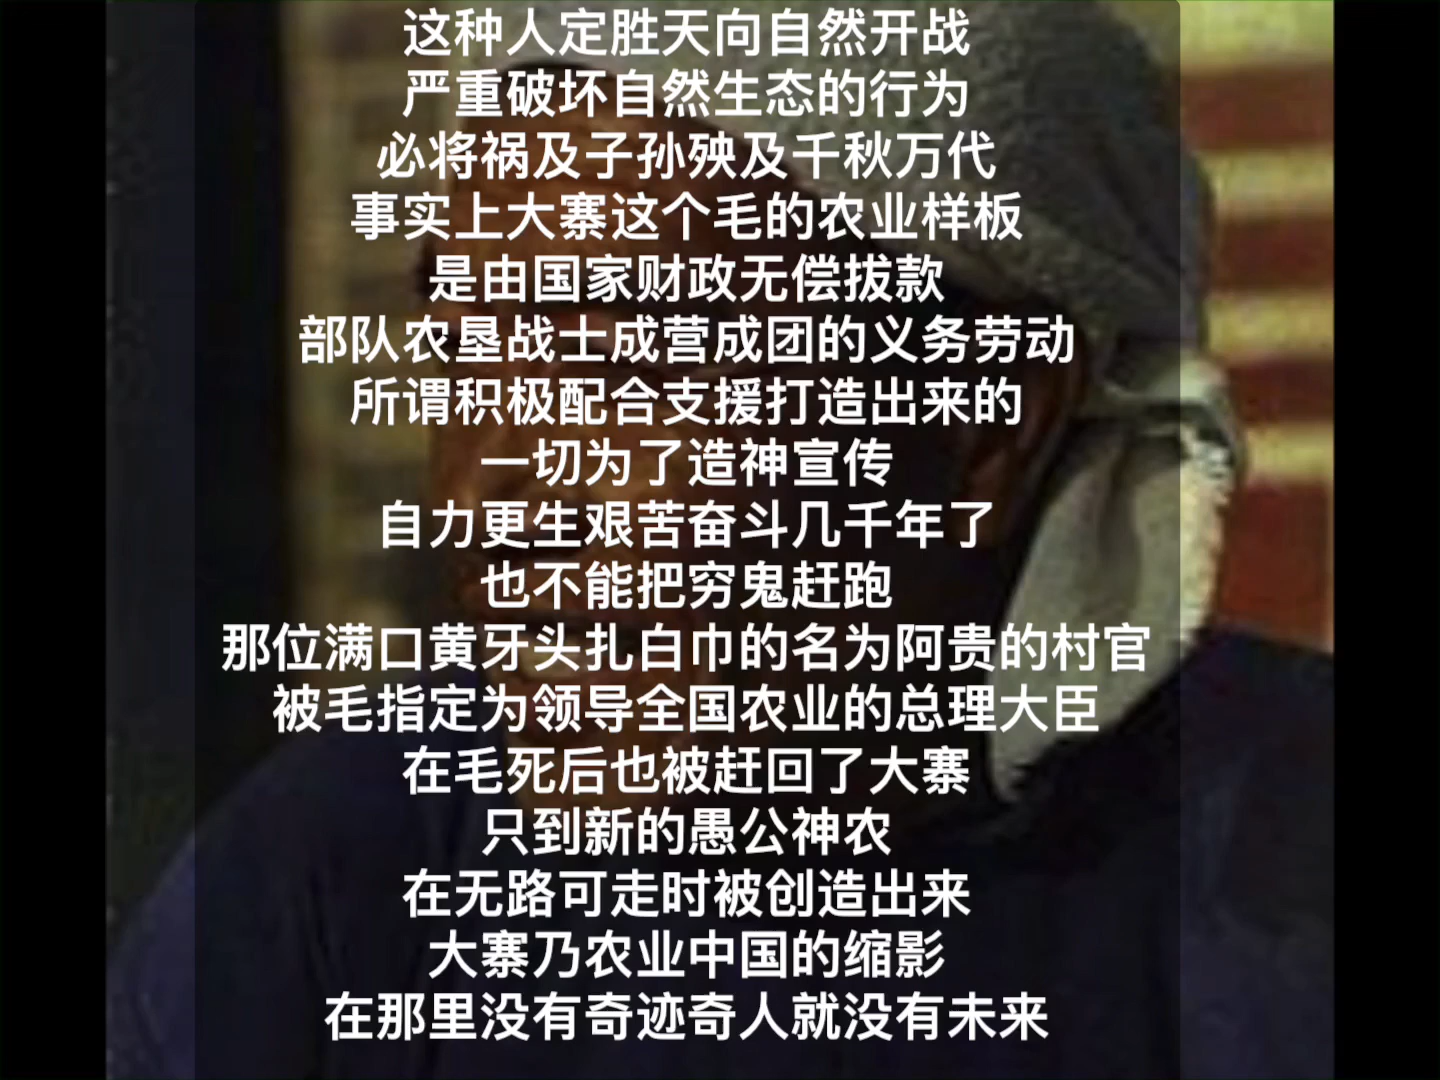 这种人定胜天向自然开战
严重破坏自然生态的行为
必将祸及子孙殃及千秋万代
事实上大寨这个毛的农业样板
是由国家财政无偿拔款
部队农垦战士成营成团的义务劳动
所谓积极配合支援打造出来的
一切为了造神宣传
自力更生艰苦奋斗几千年了
也不能把穷鬼赶跑
那位满口黄牙头扎白巾的名为阿贵的村官
被毛指定为领导全国农业的总理大臣
在毛死后也被赶回了大寨
只到新的愚公神农
在无路可走时被创造出来
大寨乃农业中国的缩影
在那里没有奇迹奇人就没有未来